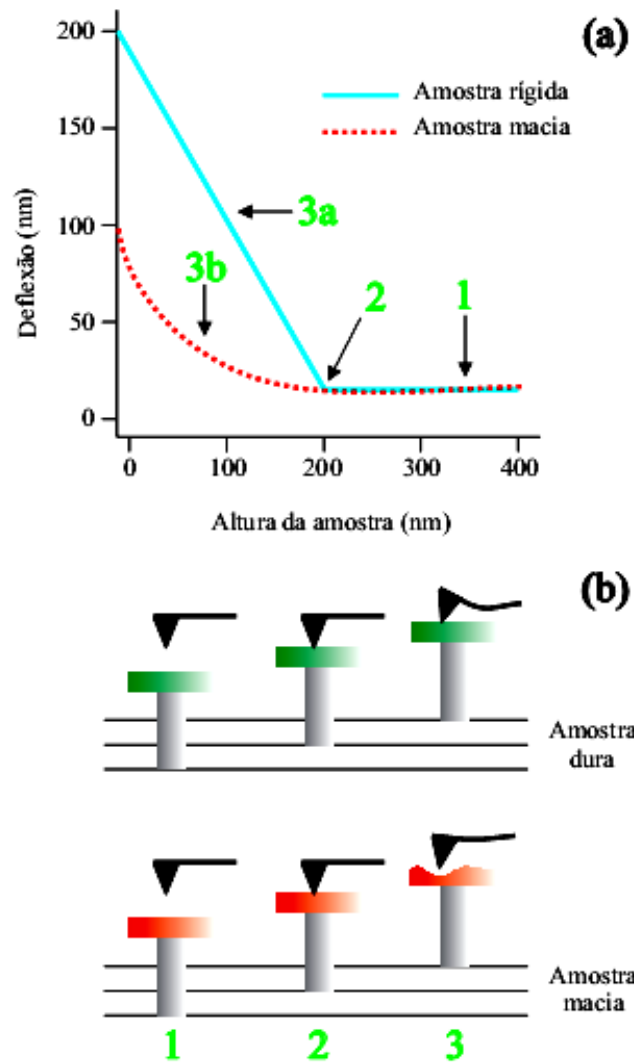 (a)
200
150
100
50
0
Deflexão (nm)
Amostra rígida
Amostra macia
3a
3b
2
1
0 100 200 300 400
Altura da amostra (nm)
(b)
Amostra
dura
Amostra
macia
1 2 3